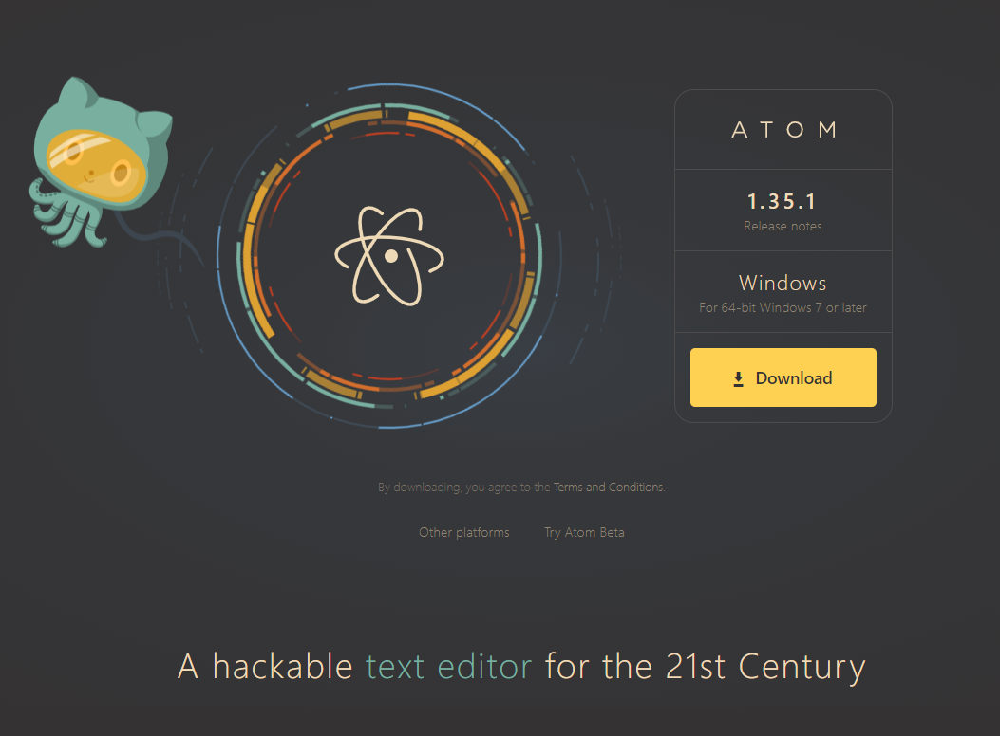 ATOM
1.35.1
Release notes
Windows
For 64-bit Windows 7 or later
Download
By downloading, you agree to the Terms and Conditions.
Other platforms
Try Atom Beta
A hackable text editor for the 21st Century